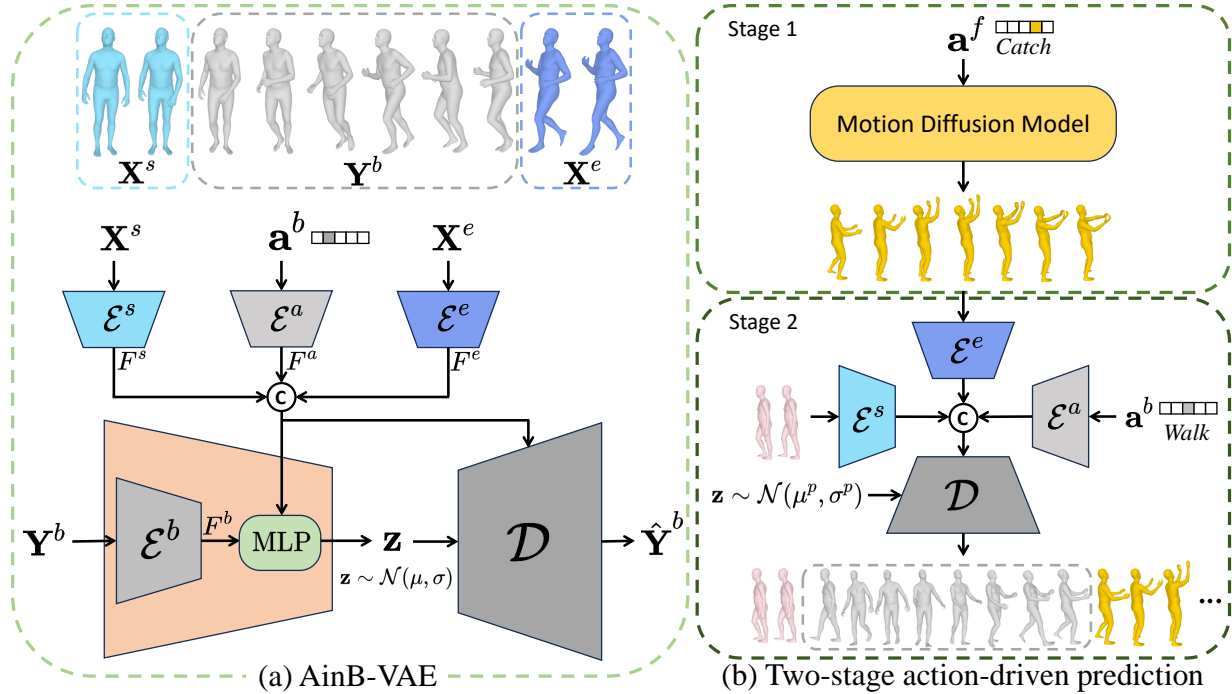 X^s
Y^b
X^e
X^s
a^b
X^e
ℰ^s
ℰ^a
ℰ^e
F^s
F^a
F^e
C
Y^b
ℰ^b
F^b
MLP
z
z ∼ 𝒩(μ, σ)
𝒟
Ŷ^b
(a) AinB-VAE
Stage 1
a^f
Catch
Motion Diffusion Model
Stage 2
ℰ^e
ℰ^s
C
ℰ^a
a^b
Walk
z ∼ 𝒩(μ^p, σ^p)
𝒟
...
(b) Two-stage action-driven prediction